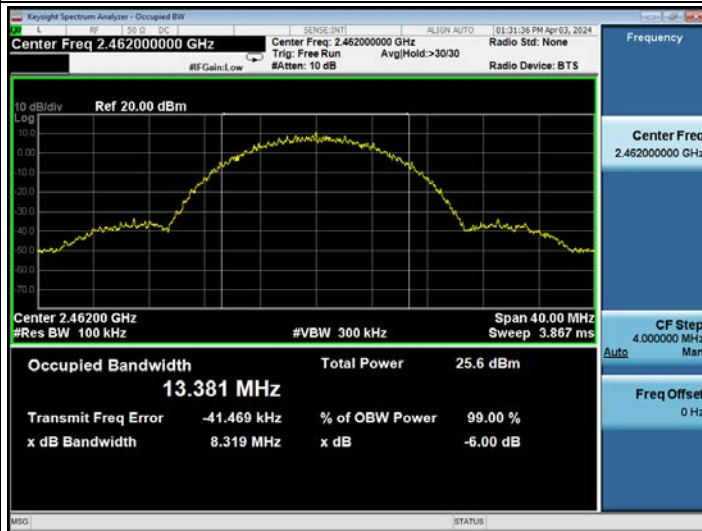 Keysight Spectrum Analyzer - Occupied BW
L RF 50 Ω DC SENSE:INT ALIGN AUTO 01:31:36 PM Apr 03, 2024
Center Freq 2.462000000 GHz
Center Freq: 2.462000000 GHz
Radio Std: None
Trig: Free Run Avg|Hold:>30/30
#IFGain:Low
#Atten: 10 dB
Radio Device: BTS
Frequency
10 dB/div Ref 20.00 dBm
Log
10.0
0.00
-10.0
-20.0
-30.0
-40.0
-50.0
-60.0
-70.0
Center Freq
2.462000000 GHz
Center 2.46200 GHz Span 40.00 MHz
#Res BW 100 kHz #VBW 300 kHz Sweep 3.867 ms
CF Step
4.000000 MHz
Auto Man
Occupied Bandwidth Total Power 25.6 dBm
13.381 MHz
Transmit Freq Error -41.469 kHz % of OBW Power 99.00 %
x dB Bandwidth 8.319 MHz x dB -6.00 dB
Freq Offset
0 Hz
MSG STATUS